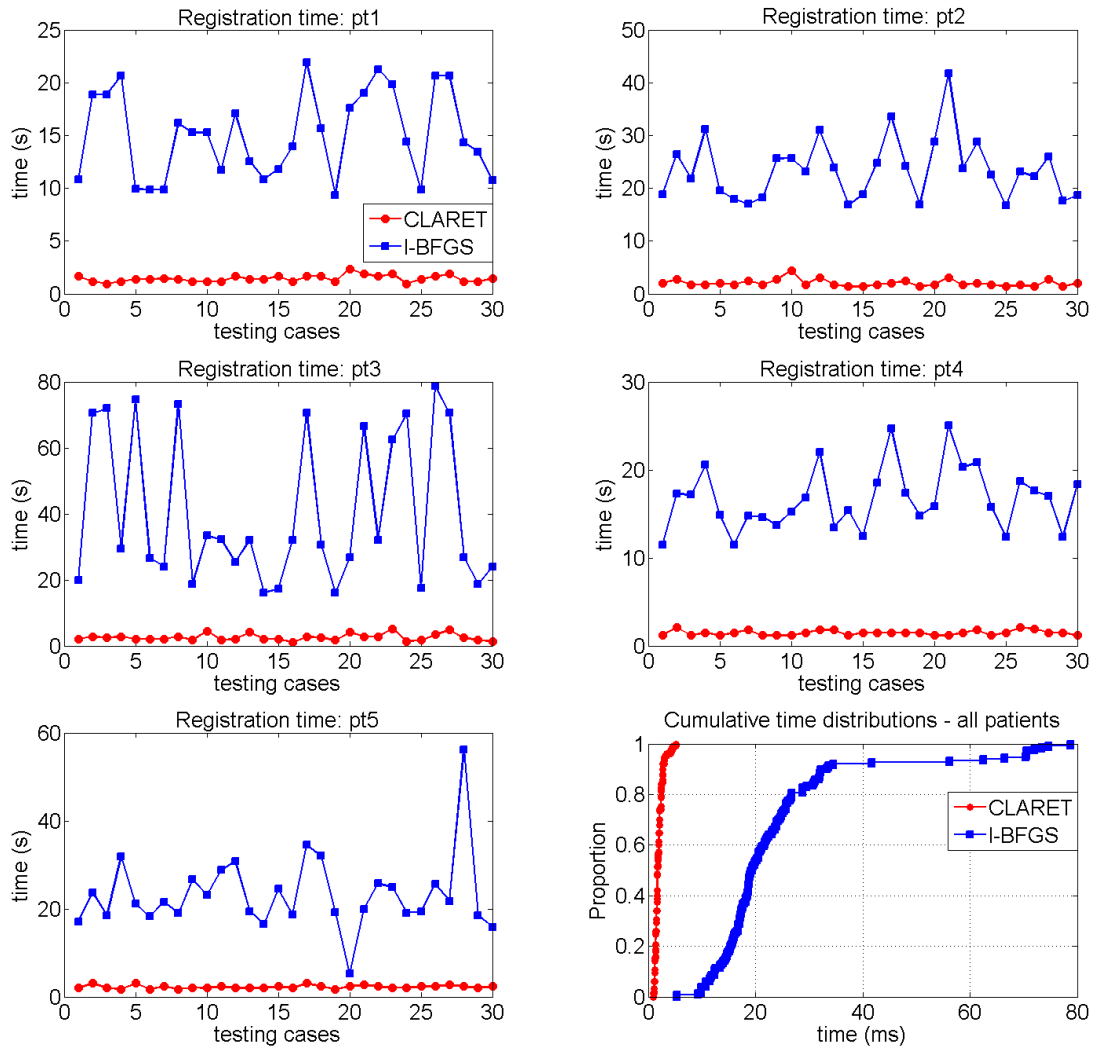 Registration time: pt1
25
20
15
10
5
0
time (s)
CLARET
l-BFGS
0 5 10 15 20 25 30
testing cases
Registration time: pt2
50
40
30
20
10
0
time (s)
0 5 10 15 20 25 30
testing cases
Registration time: pt3
80
60
40
20
0
time (s)
0 5 10 15 20 25 30
testing cases
Registration time: pt4
30
20
10
0
time (s)
0 5 10 15 20 25 30
testing cases
Registration time: pt5
60
40
20
0
time (s)
0 5 10 15 20 25 30
testing cases
Cumulative time distributions - all patients
1
0.8
0.6
0.4
0.2
0
Proportion
CLARET
l-BFGS
0 20 40 60 80
time (ms)